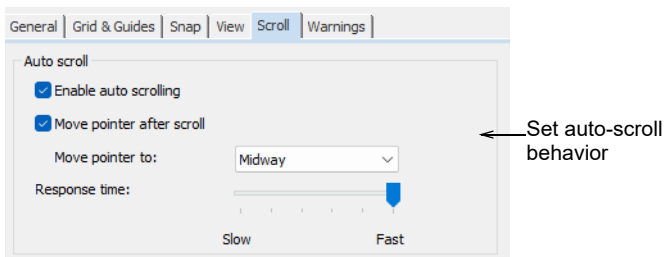 General Grid & Guides Snap View Scroll Warnings
Auto scroll
Enable auto scrolling
Move pointer after scroll
Move pointer to: Midway
Response time:
Slow Fast
Set auto-scroll
behavior